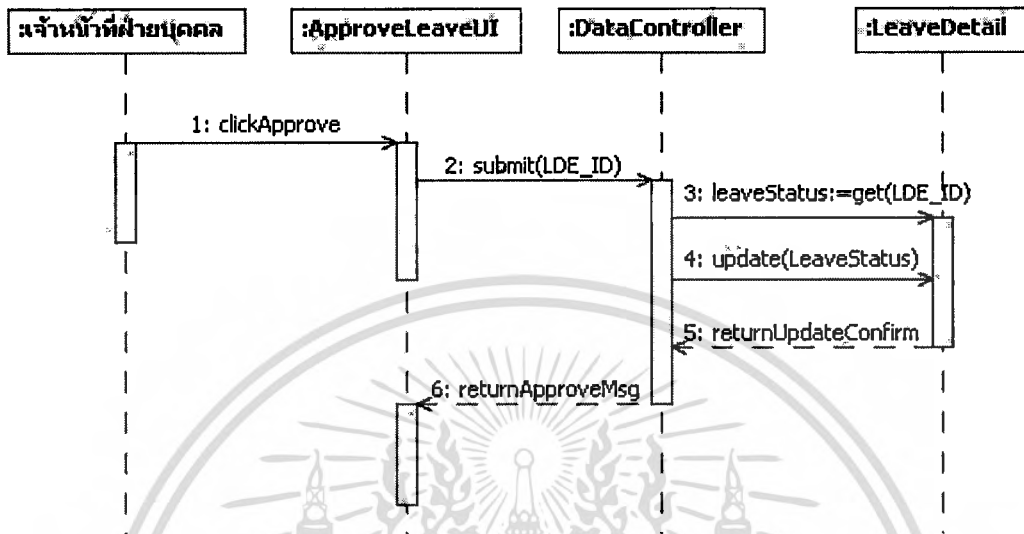 :เจ้าหน้าที่ฝ่ายบุคคล
:ApproveLeaveUI
:DataController
:LeaveDetail
1: clickApprove
2: submit(LDE_ID)
3: leaveStatus:=get(LDE_ID)
4: update(LeaveStatus)
5: returnUpdateConfirm
6: returnApproveMsg